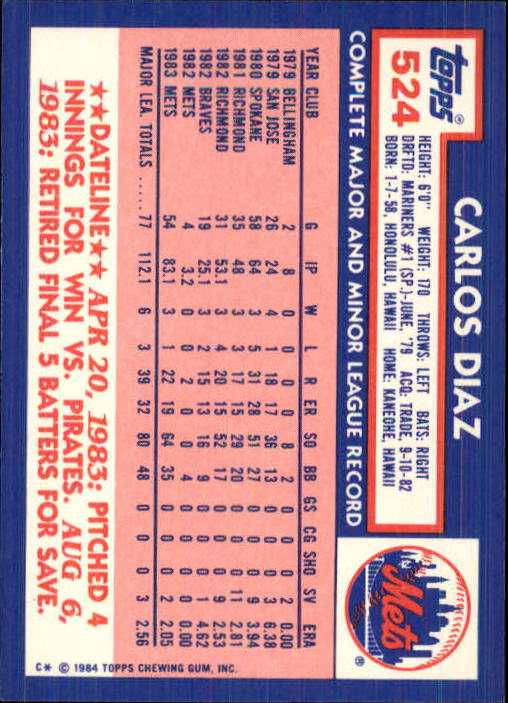 topps®
524
CARLOS DIAZ
HEIGHT: 6'0" WEIGHT: 170 THROWS: LEFT BATS: RIGHT
DRFTD: MARINERS #1 (SP.)-JUNE, '79 ACQ: TRADE, 9-10-82
BORN: 1-7-58, HONOLULU, HAWAII HOME: KANEOHE, HAWAII
Mets
®
COMPLETE MAJOR AND MINOR LEAGUE RECORD
YEAR CLUB G IP W L R ER SO BB GS CG SHO SV ERA
1979 BELLINGHAM 2 8 0 0 0 0 8 2 0 0 0 2 0.00
1979 SAN JOSE 26 24 4 1 18 17 36 13 0 0 0 3 6.38
1980 SPOKANE 58 64 3 5 31 28 51 27 0 0 0 9 3.94
1981 RICHMOND 35 48 3 3 17 15 29 20 0 0 0 11 2.81
1982 RICHMOND 31 53.1 3 4 20 15 52 17 0 0 0 9 2.53
1982 BRAVES 19 25.1 3 2 15 13 16 9 0 0 0 1 4.62
1982 METS 4 3.2 0 0 2 0 0 4 0 0 0 0 0.00
1983 METS 54 83.1 3 1 22 19 64 35 0 0 0 2 2.05
MAJOR LEA. TOTALS ..... 77 112.1 6 3 39 32 80 48 0 0 0 3 2.56
★★DATELINE★★ APR 20, 1983: PITCHED 4
INNINGS FOR WIN VS. PIRATES. AUG 6,
1983: RETIRED FINAL 5 BATTERS FOR SAVE.
C* © 1984 TOPPS CHEWING GUM, INC.